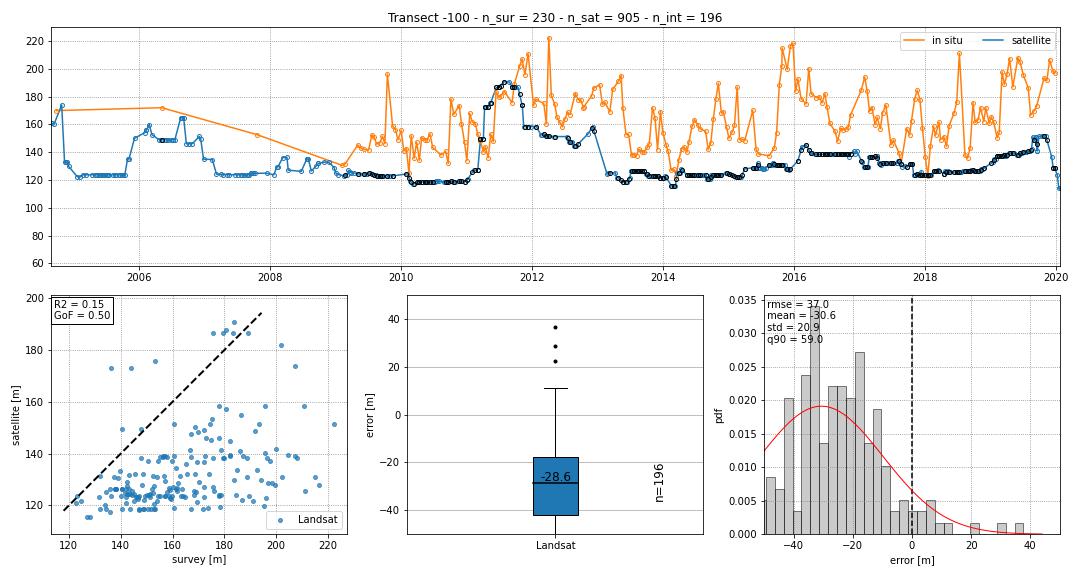 Transect -100 - n_sur = 230 - n_sat = 905 - n_int = 196
in situ
satellite
220
200
180
160
140
120
100
80
60
2006
2008
2010
2012
2014
2016
2018
2020
R2 = 0.15
GoF = 0.50
200
180
160
140
120
satellite [m]
120
140
160
180
200
220
survey [m]
Landsat
40
20
0
−20
−40
error [m]
-28.6
n=196
Landsat
rmse = 37.0
mean = -30.6
std = 20.9
q90 = 59.0
0.035
0.030
0.025
0.020
0.015
0.010
0.005
0.000
pdf
−40
−20
0
20
40
error [m]